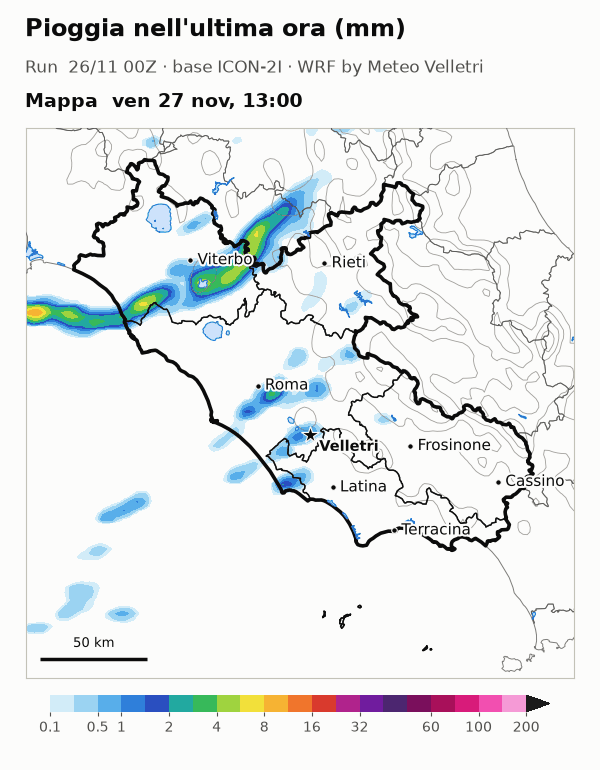 Pioggia nell'ultima ora (mm)
Run  26/11 00Z · base ICON-2I · WRF by Meteo Velletri
Mappa  ven 27 nov, 13:00
Viterbo
Rieti
Roma
Velletri
Frosinone
Latina
Cassino
Terracina
50 km
0.1 0.5 1 2 4 8 16 32 60 100 200